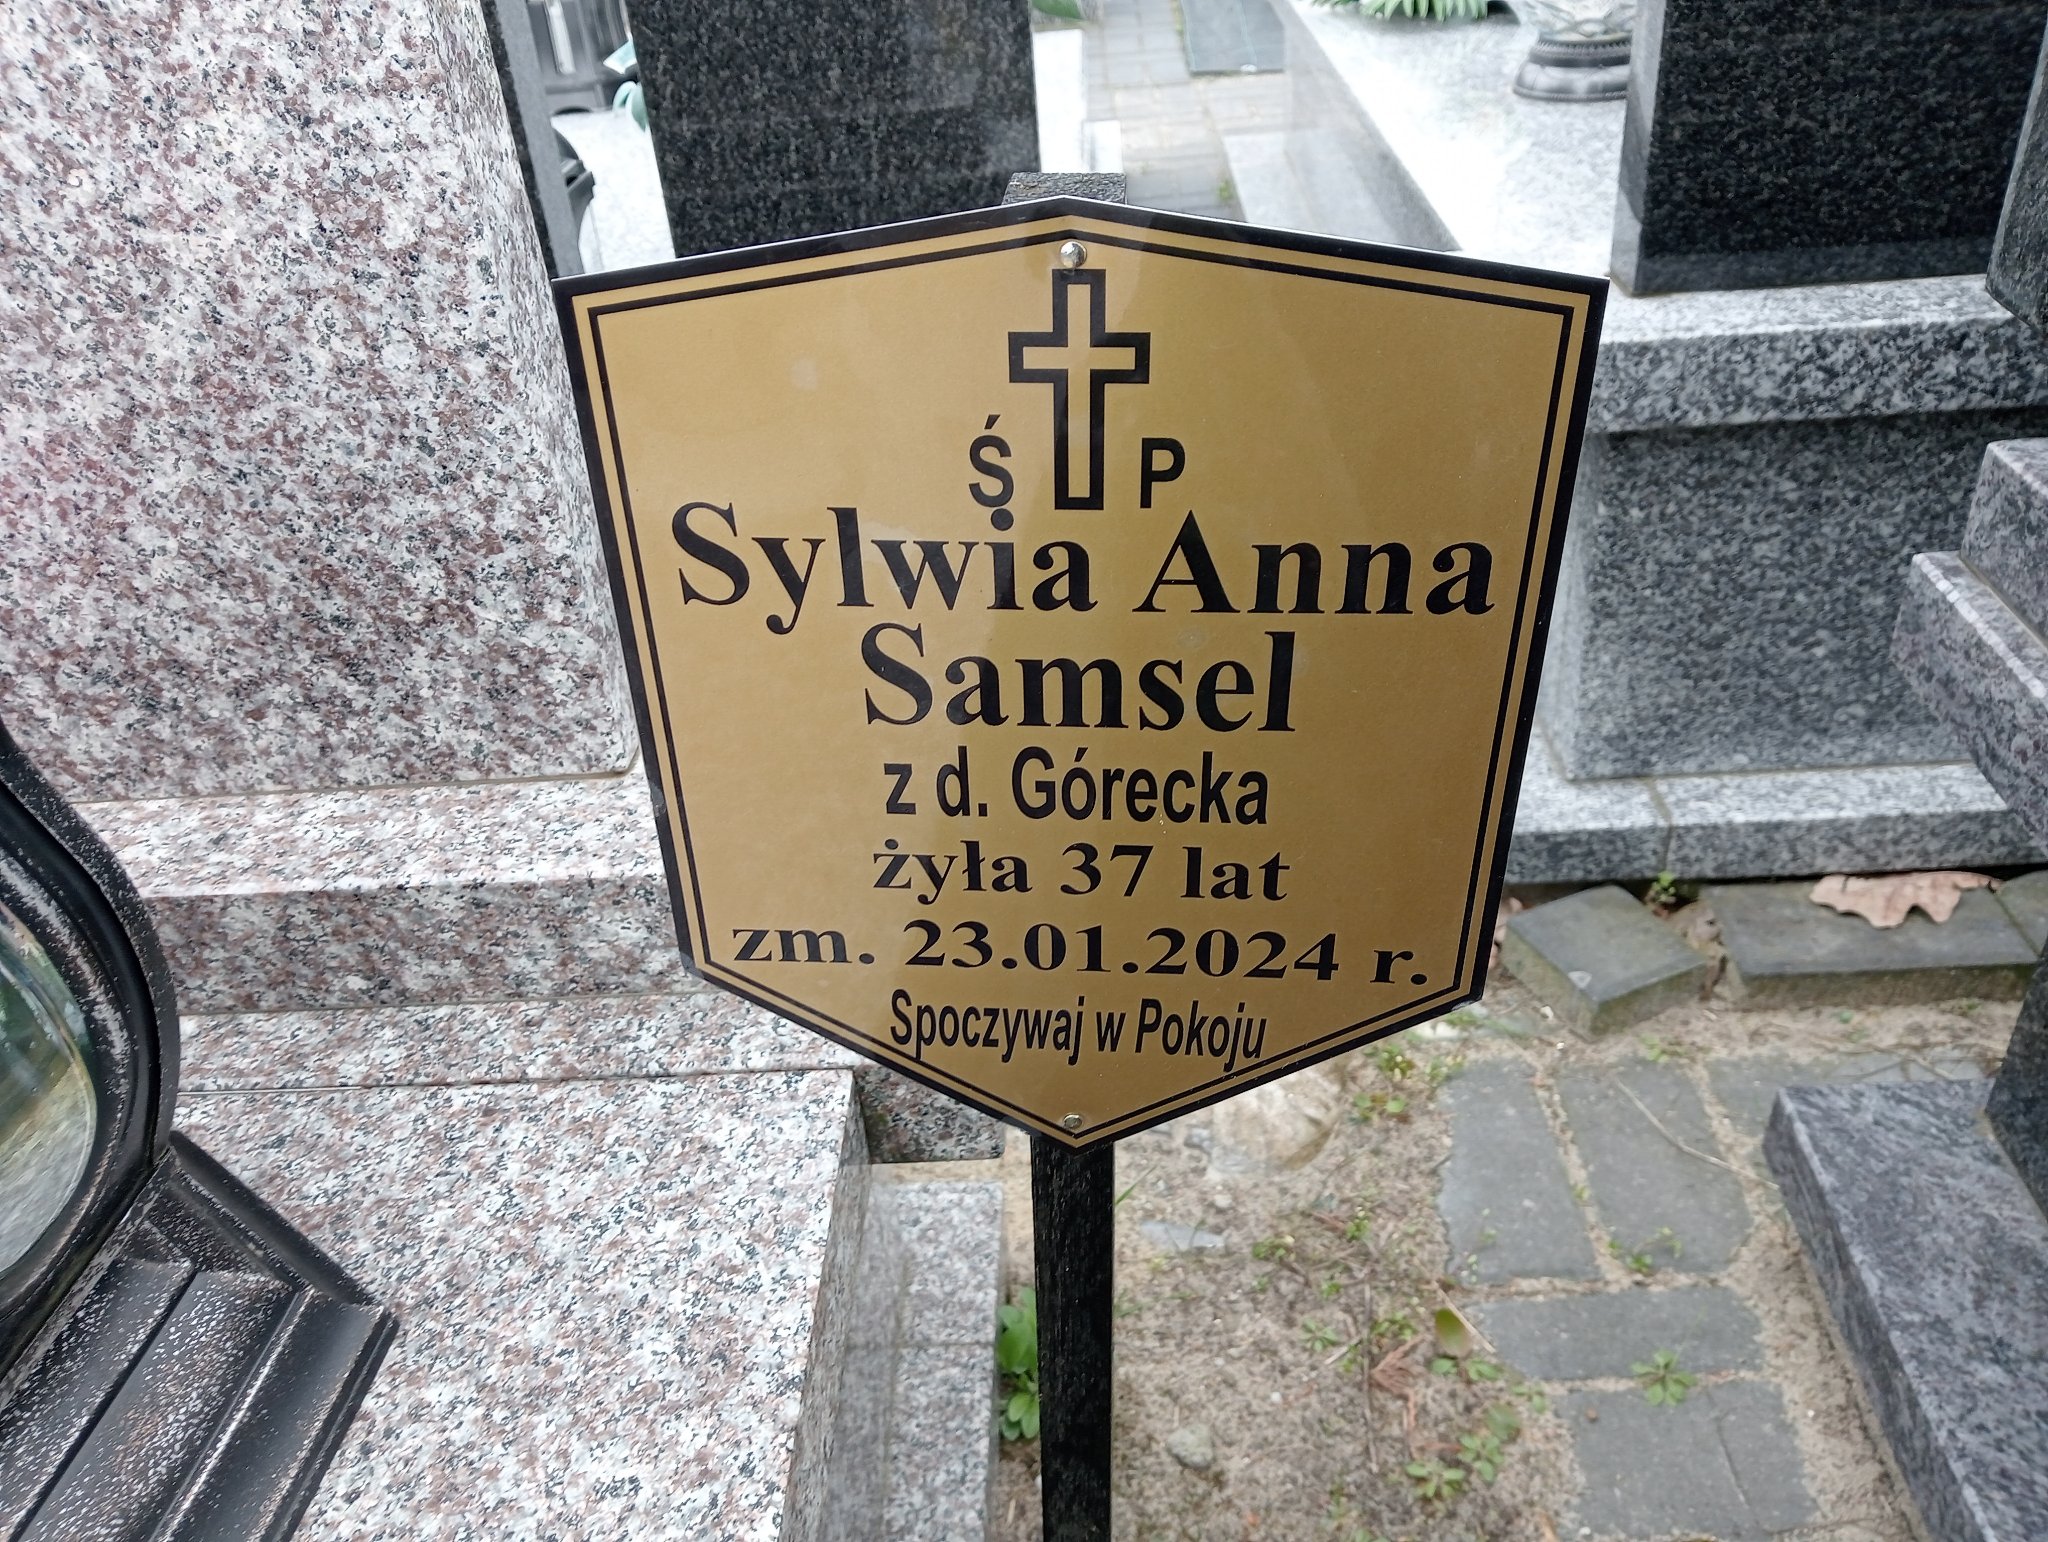 Ś P
Sylwia Anna
Samsel
z d. Górecka
żyła 37 lat
zm. 23.01.2024 r.
Spoczywaj w Pokoju